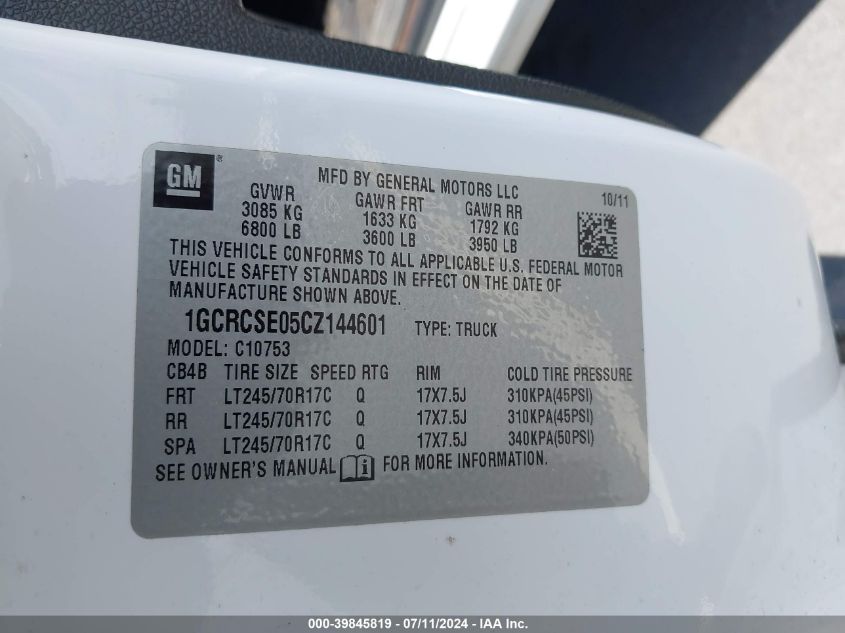 GM®
MFD BY GENERAL MOTORS LLC
10/11
GVWR GAWR FRT GAWR RR
3085 KG 1633 KG 1792 KG
6800 LB 3600 LB 3950 LB
THIS VEHICLE CONFORMS TO ALL APPLICABLE U.S. FEDERAL MOTOR
VEHICLE SAFETY STANDARDS IN EFFECT ON THE DATE OF
MANUFACTURE SHOWN ABOVE.
1GCRCSE05CZ144601 TYPE: TRUCK
MODEL: C10753
CB4B TIRE SIZE SPEED RTG RIM COLD TIRE PRESSURE
FRT LT245/70R17C Q 17X7.5J 310KPA(45PSI)
RR LT245/70R17C Q 17X7.5J 310KPA(45PSI)
SPA LT245/70R17C Q 17X7.5J 340KPA(50PSI)
SEE OWNER'S MANUAL i FOR MORE INFORMATION.
000-39845819 - 07/11/2024 - IAA Inc.